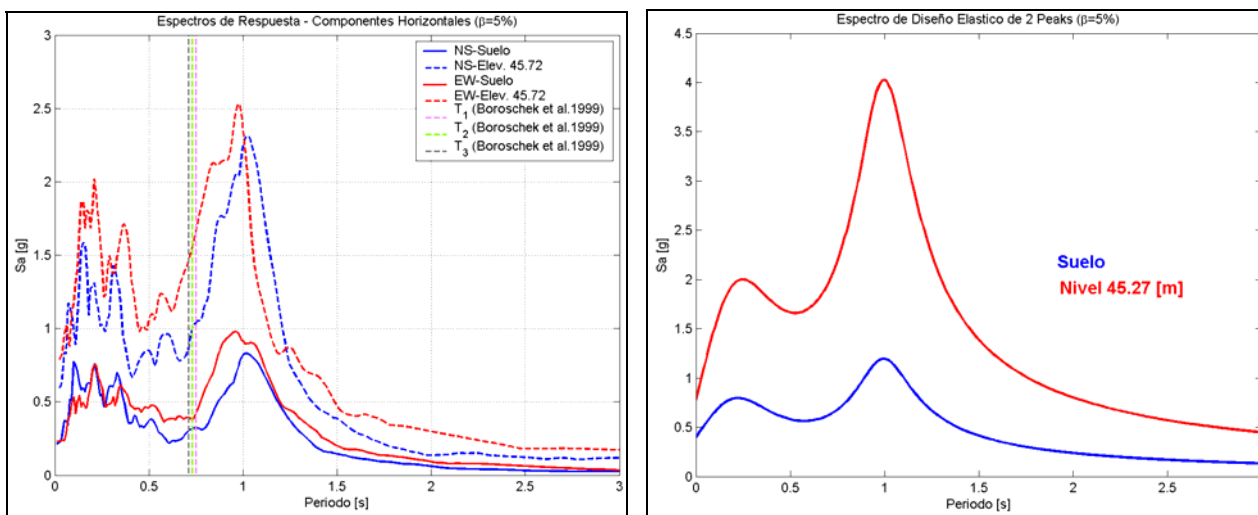 Espectros de Respuesta - Componentes Horizontales (β=5%)
3
2.5
2
1.5
1
0.5
0
Sa [g]
0
0.5
1
1.5
2
2.5
3
Periodo [s]
NS-Suelo
NS-Elev. 45.72
EW-Suelo
EW-Elev. 45.72
T1 (Boroschek et al.1999)
T2 (Boroschek et al.1999)
T3 (Boroschek et al.1999)
Espectro de Diseño Elastico de 2 Peaks (β=5%)
4.5
4
3.5
3
2.5
2
1.5
1
0.5
0
Sa [g]
0
0.5
1
1.5
2
2.5
Periodo [s]
Suelo
Nivel 45.27 [m]